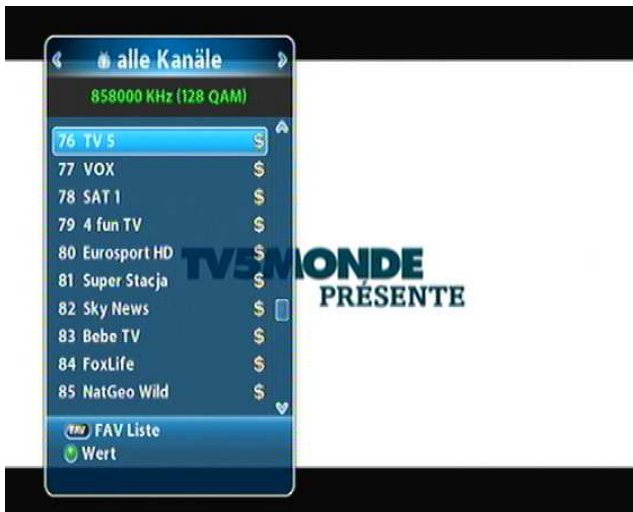 alle Kanäle
858000 KHz (128 QAM)
76 TV 5 $
77 VOX $
78 SAT 1 $
79 4 fun TV $
80 Eurosport HD $
81 Super Stacja $
82 Sky News $
83 Bebe TV $
84 FoxLife $
85 NatGeo Wild $
FAV FAV Liste
Wert
TV5MONDE
PRÉSENTE